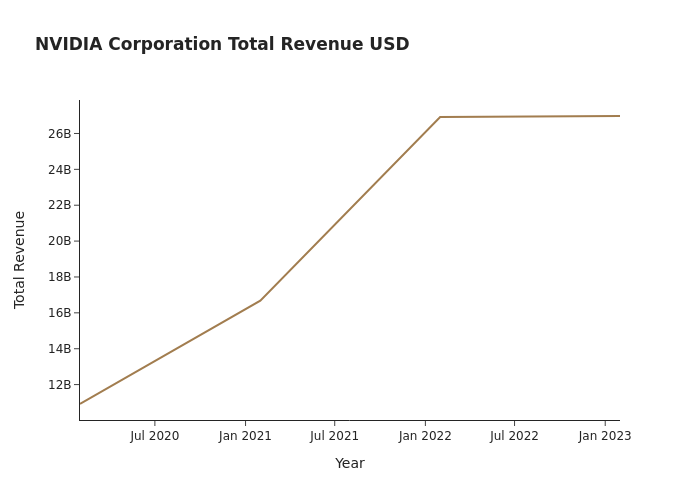 NVIDIA Corporation Total Revenue USD
26B
24B
22B
20B
18B
16B
14B
12B
Total Revenue
Jul 2020
Jan 2021
Jul 2021
Jan 2022
Jul 2022
Jan 2023
Year